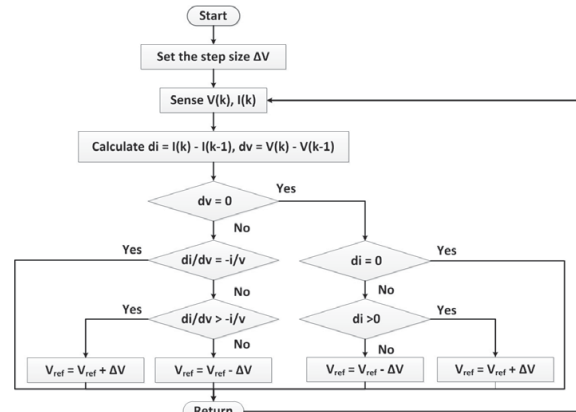 Start
Set the step size ΔV
Sense V(k), I(k)
Calculate di = I(k) - I(k-1), dv = V(k) - V(k-1)
dv = 0
Yes
No
Yes
di/dv = -i/v
di = 0
Yes
No
No
Yes
di/dv > -i/v
di >0
Yes
No
No
Vref = Vref + ΔV
Vref = Vref - ΔV
Vref = Vref - ΔV
Vref = Vref + ΔV
Return